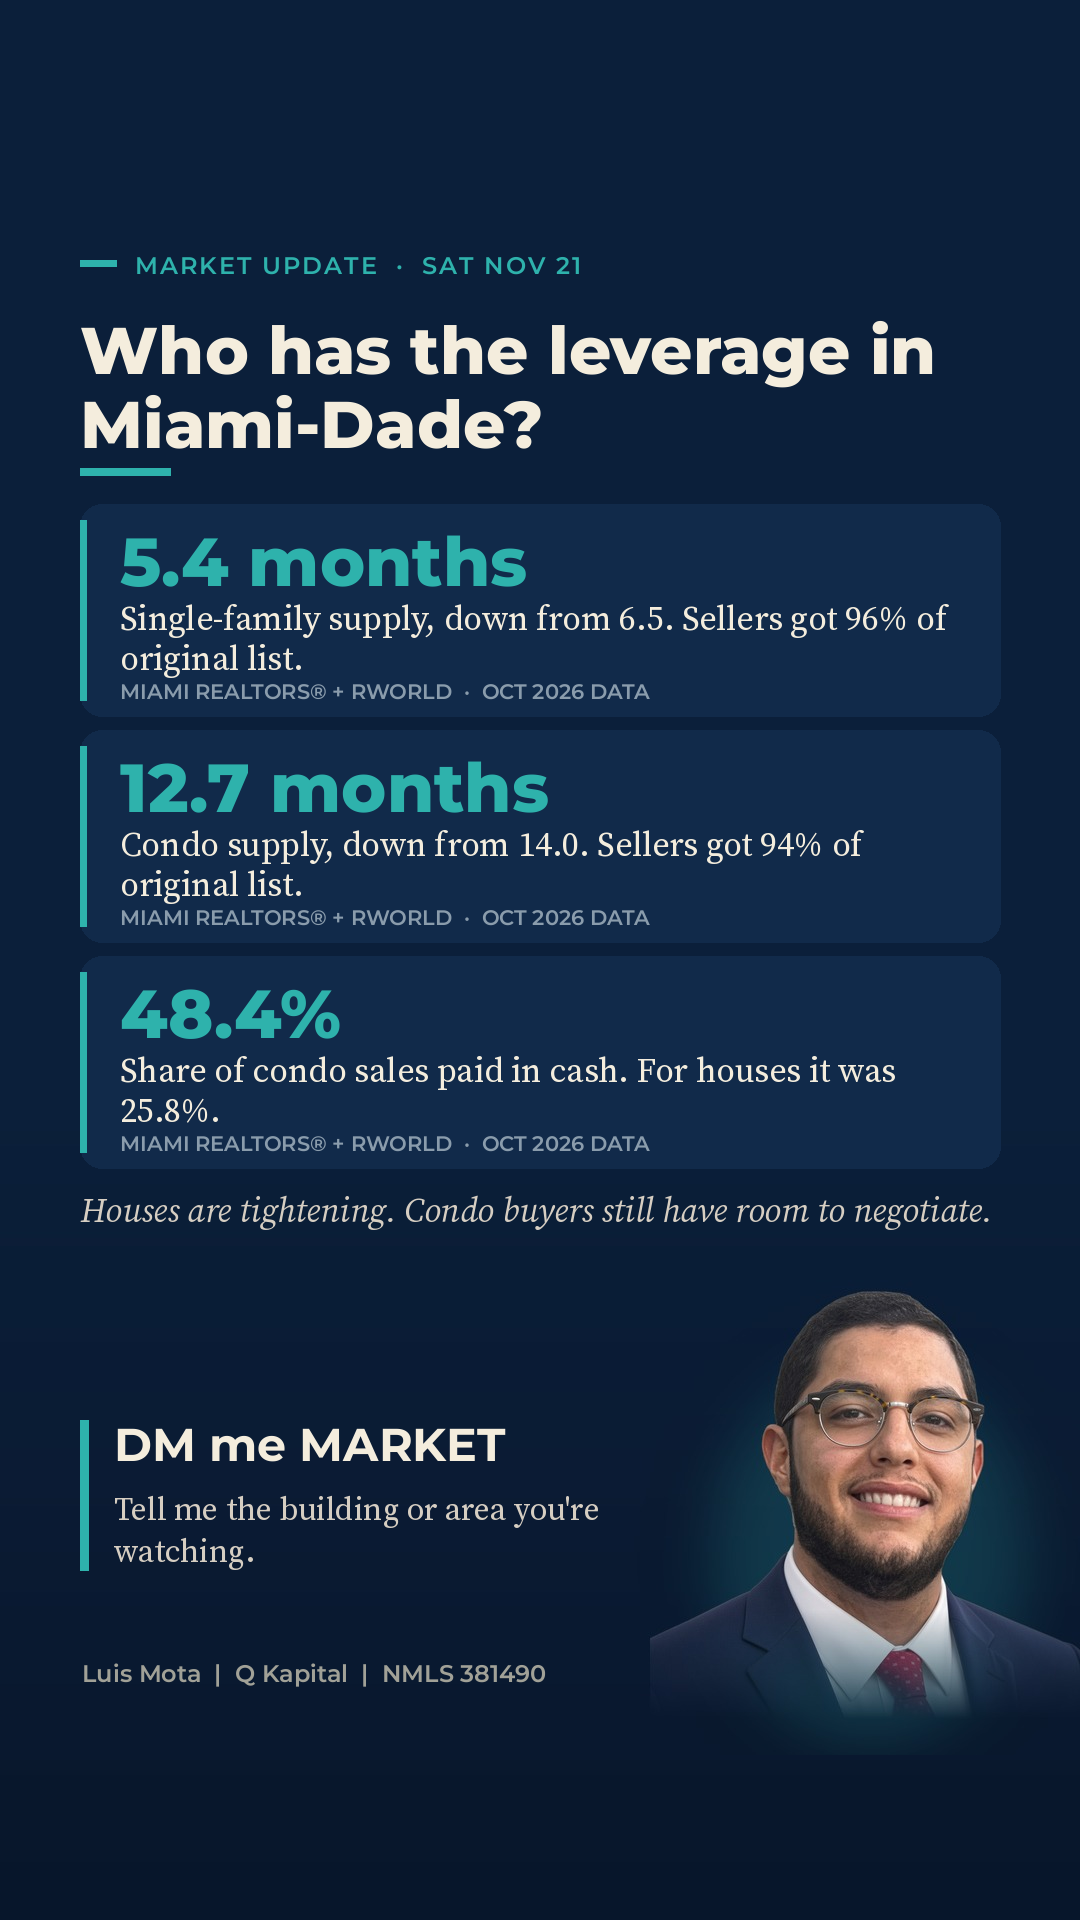 MARKET UPDATE · SAT NOV 21
Who has the leverage in
Miami-Dade?
5.4 months
Single-family supply, down from 6.5. Sellers got 96% of
original list.
MIAMI REALTORS® + RWORLD · OCT 2026 DATA
12.7 months
Condo supply, down from 14.0. Sellers got 94% of
original list.
MIAMI REALTORS® + RWORLD · OCT 2026 DATA
48.4%
Share of condo sales paid in cash. For houses it was
25.8%.
MIAMI REALTORS® + RWORLD · OCT 2026 DATA
Houses are tightening. Condo buyers still have room to negotiate.
DM me MARKET
Tell me the building or area you're
watching.
Luis Mota | Q Kapital | NMLS 381490